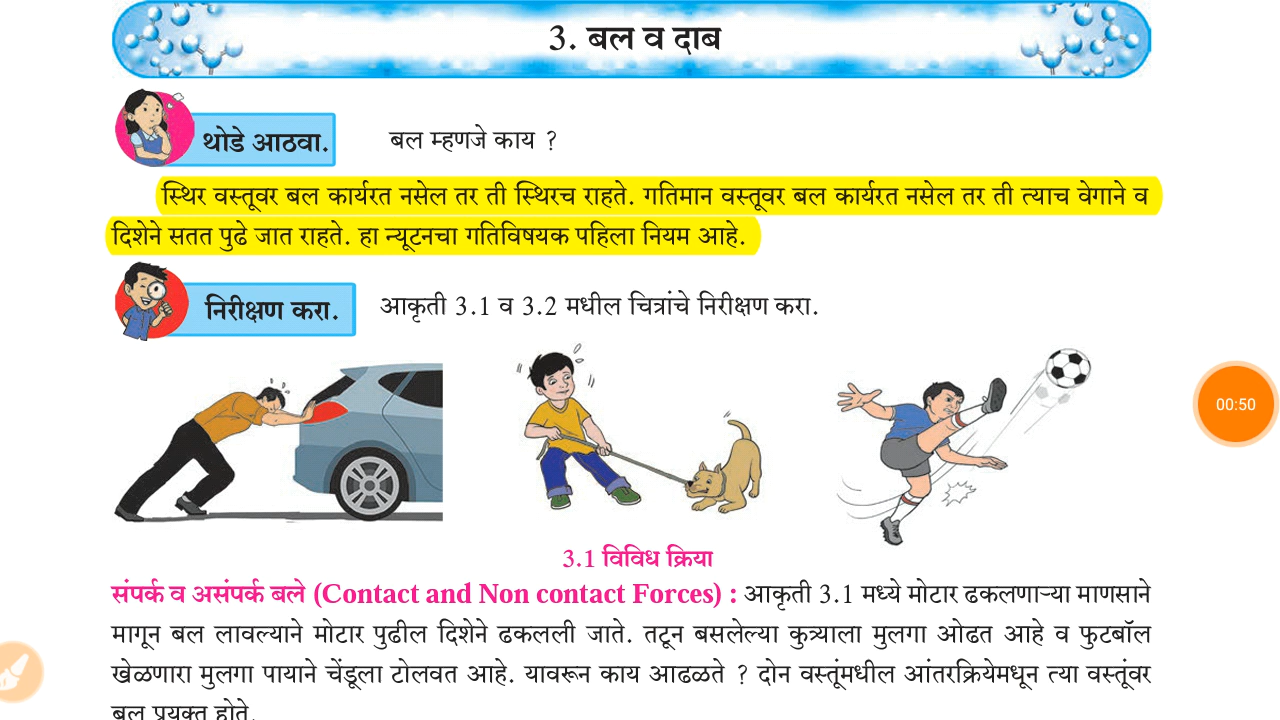 3. बल व दाब
थोडे आठवा.
बल म्हणजे काय ?
स्थिर वस्तूवर बल कार्यरत नसेल तर ती स्थिरच राहते. गतिमान वस्तूवर बल कार्यरत नसेल तर ती त्याच वेगाने व
दिशेने सतत पुढे जात राहते. हा न्यूटनचा गतिविषयक पहिला नियम आहे.
निरीक्षण करा.
आकृती 3.1 व 3.2 मधील चित्रांचे निरीक्षण करा.
00:50
3.1 विविध क्रिया
संपर्क व असंपर्क बले (Contact and Non contact Forces) : आकृती 3.1 मध्ये मोटार ढकलणाऱ्या माणसाने
मागून बल लावल्याने मोटार पुढील दिशेने ढकलली जाते. तटून बसलेल्या कुत्र्याला मुलगा ओढत आहे व फुटबॉल
खेळणारा मुलगा पायाने चेंडूला टोलवत आहे. यावरून काय आढळते ? दोन वस्तूंमधील आंतरक्रियेमधून त्या वस्तूंवर
बल प्रयुक्त होते.